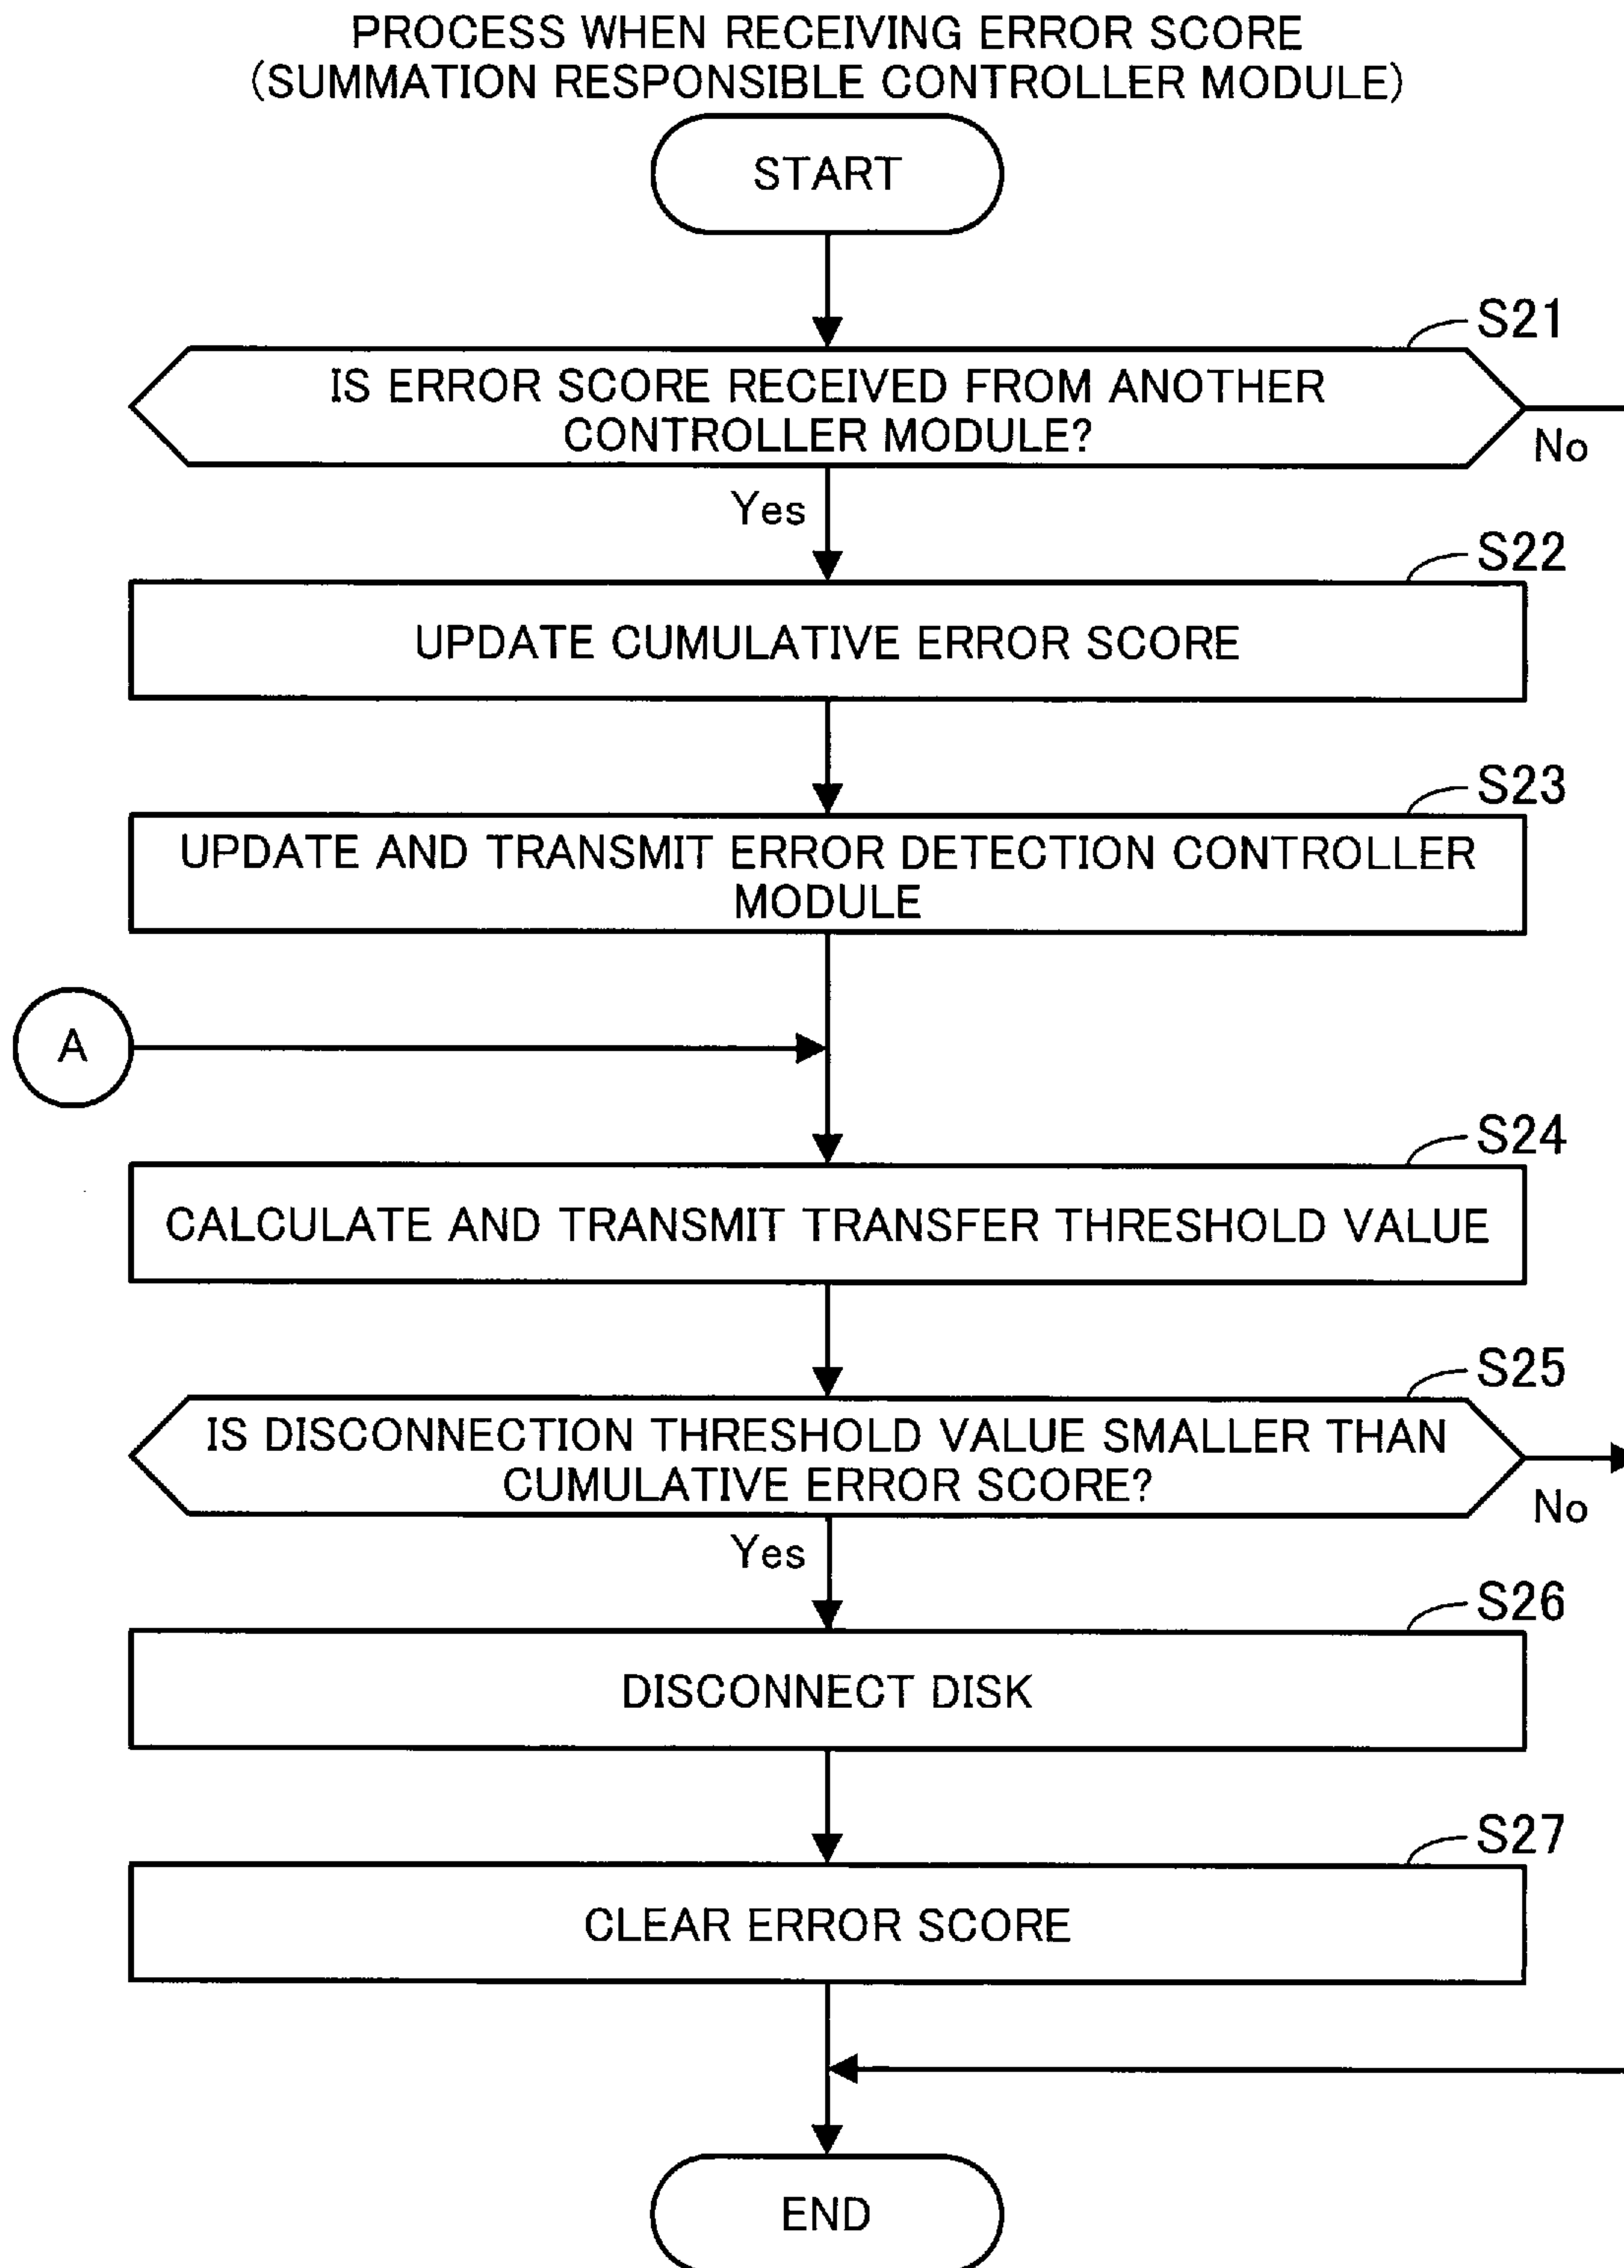 PROCESS WHEN RECEIVING ERROR SCORE
(SUMMATION RESPONSIBLE CONTROLLER MODULE)
START
S21
IS ERROR SCORE RECEIVED FROM ANOTHER
CONTROLLER MODULE?
No
Yes
S22
UPDATE CUMULATIVE ERROR SCORE
S23
UPDATE AND TRANSMIT ERROR DETECTION CONTROLLER
MODULE
A
S24
CALCULATE AND TRANSMIT TRANSFER THRESHOLD VALUE
S25
IS DISCONNECTION THRESHOLD VALUE SMALLER THAN
CUMULATIVE ERROR SCORE?
No
Yes
S26
DISCONNECT DISK
S27
CLEAR ERROR SCORE
END